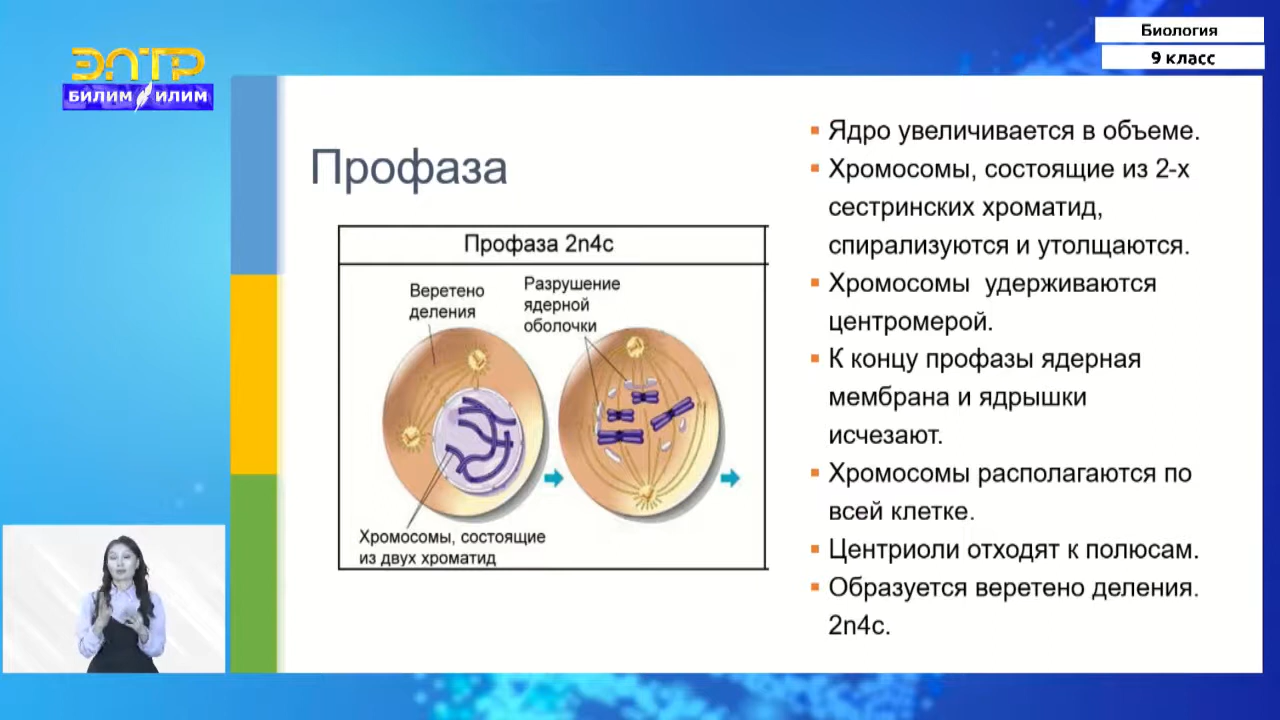 Биология
9 класс
ЭЛТР
БИЛИМ ИЛИМ
Профаза
Профаза 2n4c
Веретено
деления
Разрушение
ядерной
оболочки
Хромосомы, состоящие
из двух хроматид
Ядро увеличивается в объеме.
Хромосомы, состоящие из 2-х
сестринских хроматид,
спирализуются и утолщаются.
Хромосомы удерживаются
центромерой.
К концу профазы ядерная
мембрана и ядрышки
исчезают.
Хромосомы располагаются по
всей клетке.
Центриоли отходят к полюсам.
Образуется веретено деления.
2n4c.